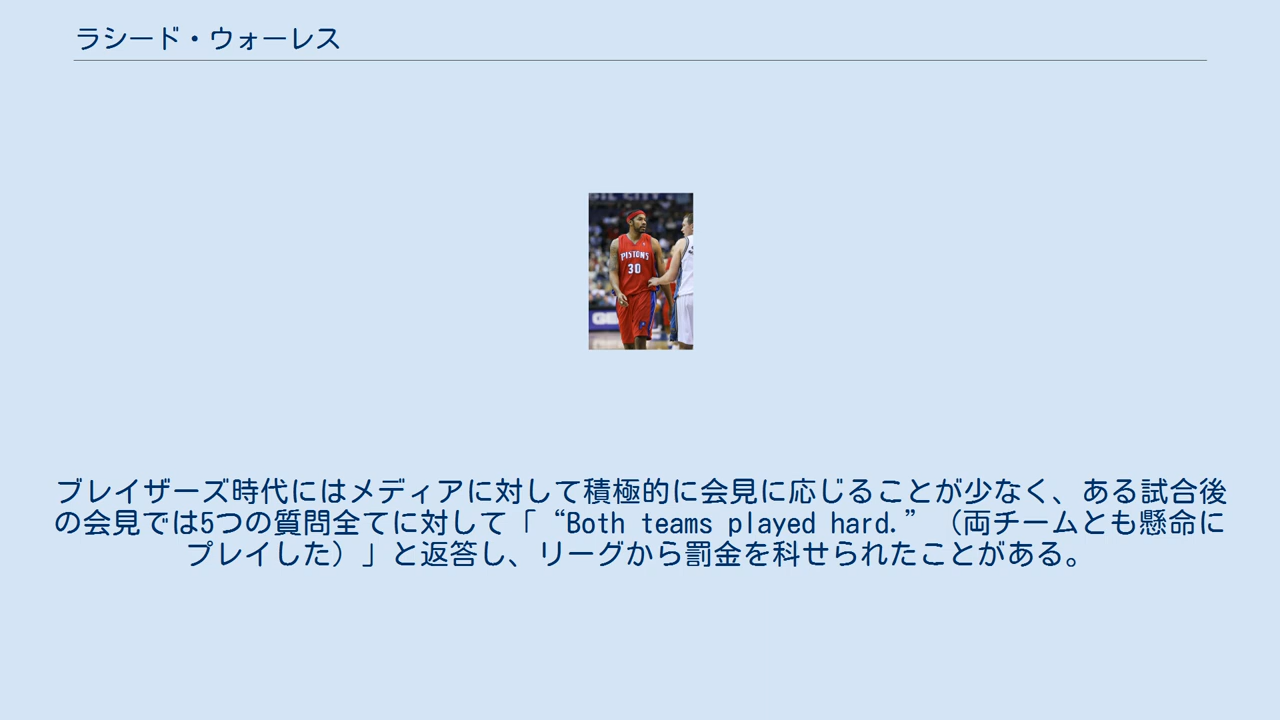 ラシード・ウォーレス
PISTONS
30
ブレイザーズ時代にはメディアに対して積極的に会見に応じることが少なく、ある試合後
の会見では5つの質問全てに対して「“Both teams played hard.”（両チームとも懸命に
プレイした）」と返答し、リーグから罰金を科せられたことがある。